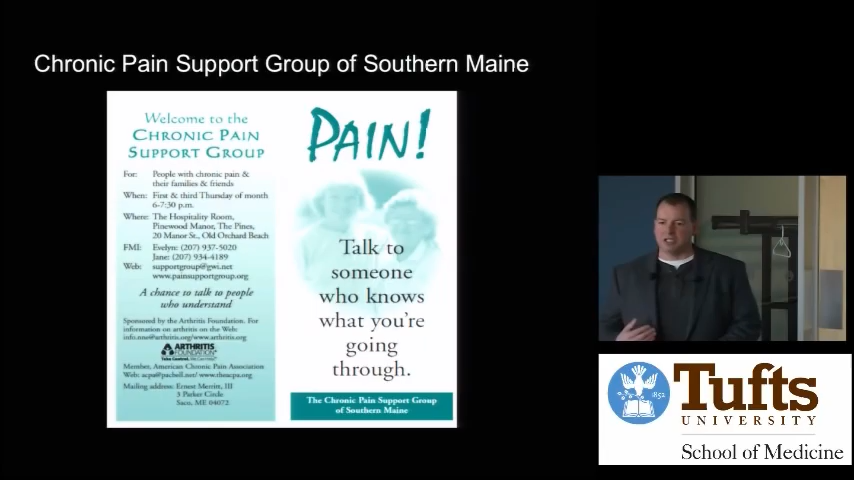 Chronic Pain Support Group of Southern Maine
Welcome to the
CHRONIC PAIN
SUPPORT GROUP
For: People with chronic pain &
their families & friends
When: First & third Thursday of month
6-7:30 p.m.
Where: The Hospitality Room,
Pinewood Manor, The Pines,
20 Manor St., Old Orchard Beach
FMI: Evelyn: (207) 937-5020
Jane: (207) 934-4189
Web: supportgroup@gwi.net
www.painsupportgroup.org
A chance to talk to people
who understand
Sponsored by the Arthritis Foundation. For
information on arthritis on the Web:
info.nne@arthritis.org/www.arthritis.org
ARTHRITIS
FOUNDATION
Take Control. We Can Help.
Member, American Chronic Pain Association
Web: acpa@pacbell.net/ www.theacpa.org
Mailing address: Ernest Merritt, III
3 Parker Circle
Saco, ME 04072
PAIN!
Talk to
someone
who knows
what you're
going
through.
The Chronic Pain Support Group
of Southern Maine
1852
Tufts
UNIVERSITY
School of Medicine